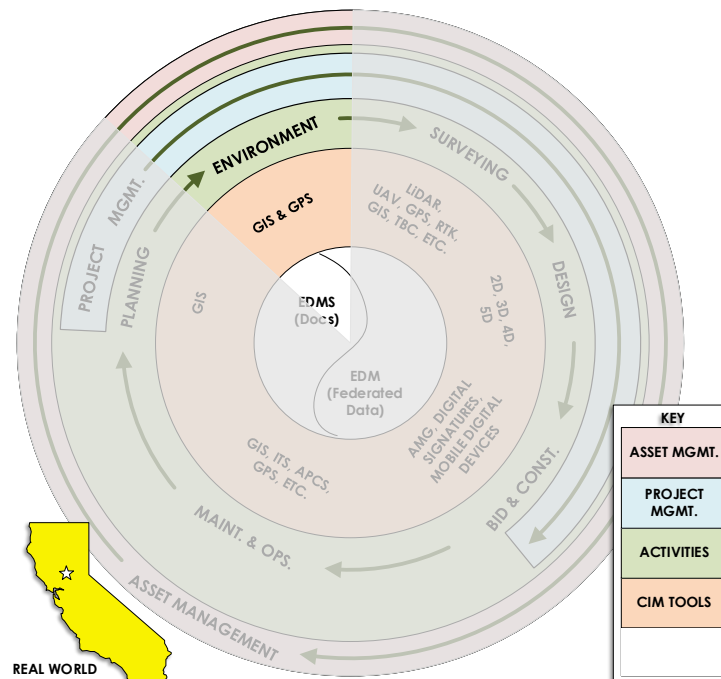 ENVIRONMENT
SURVEYING
GIS & GPS
LiDAR,
UAV, GPS, RTK,
GIS, TBC, ETC.
PROJECT MGMT.
PLANNING
GIS
DESIGN
2D, 3D, 4D,
5D
EDMS
(Docs)
EDM
(Federated
Data)
AMG, DIGITAL
SIGNATURES,
MOBILE DIGITAL
DEVICES
GIS, ITS, APCS,
GPS, ETC.
BID & CONST.
MAINT. & OPS.
ASSET MANAGEMENT
KEY
ASSET MGMT.
PROJECT
MGMT.
ACTIVITIES
CIM TOOLS
REAL WORLD